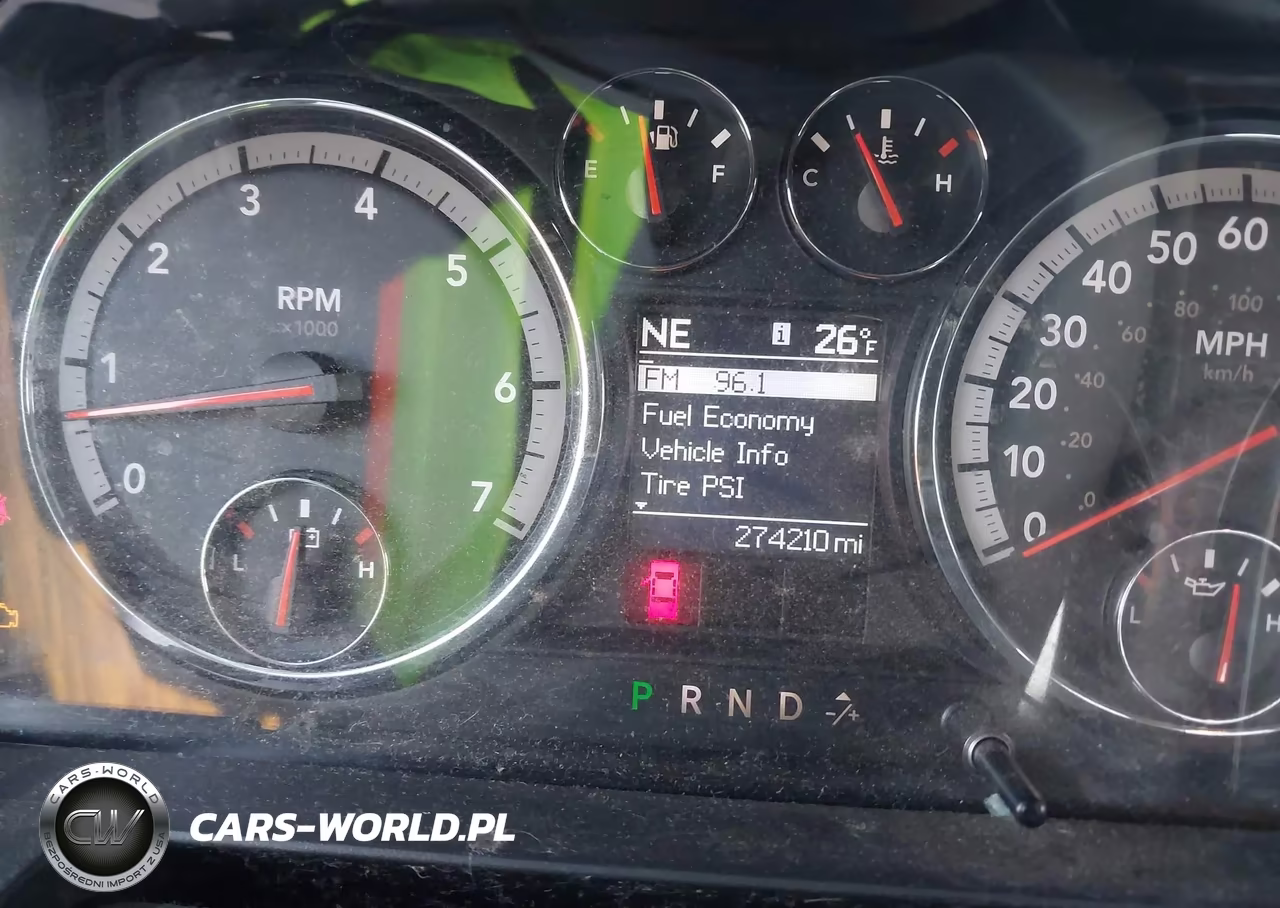 E F
C H
0 1 2 3 4 5 6 7
RPM
×1000
L H
NE i 26°F
FM 96.1
Fuel Economy
Vehicle Info
Tire PSI
274210 mi
P R N D -/+
0 10 20 30 40 50 60
0 20 40 60 80 100
MPH
km/h
L H
CARS-WORLD
CW
BEZPOŚREDNI IMPORT Z USA
CARS-WORLD.PL